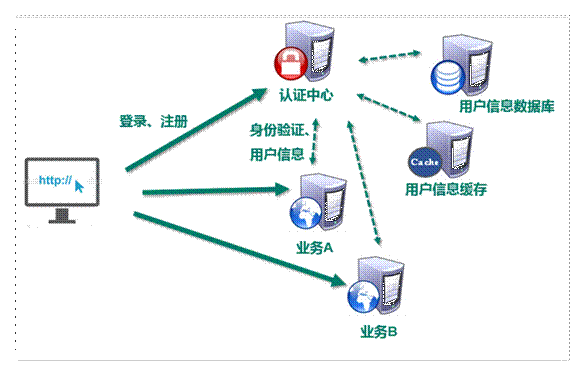 认证中心
用户信息数据库
登录、注册
身份验证、
用户信息
http://
Cache
用户信息缓存
业务A
业务B